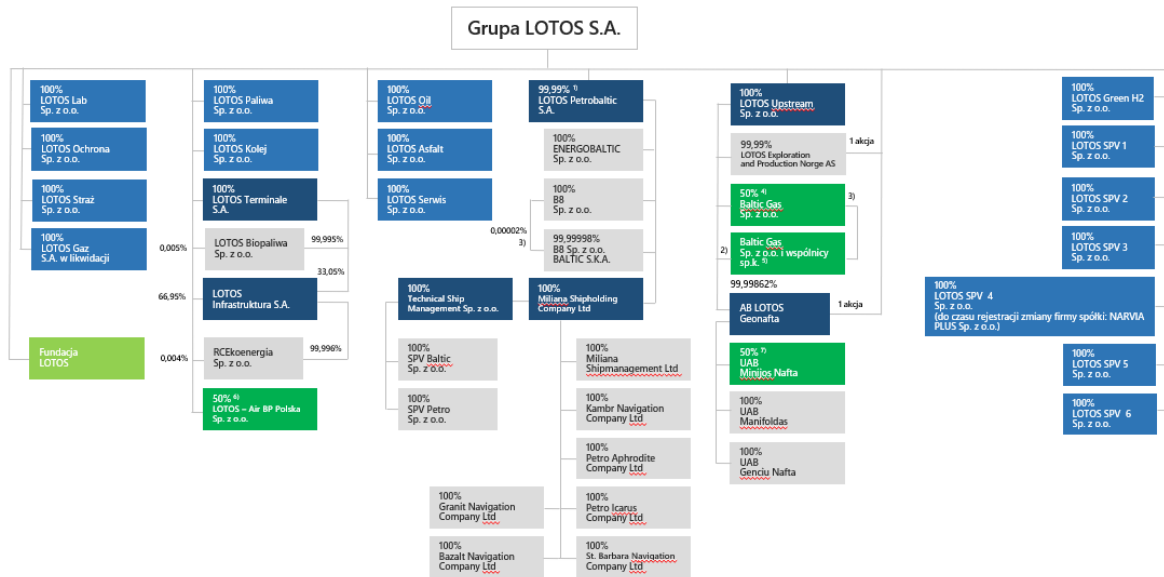 Grupa LOTOS S.A.
100%
LOTOS Lab
Sp. z o.o.
100%
LOTOS Ochrona
Sp. z o.o.
100%
LOTOS Straż
Sp. z o.o.
100%
LOTOS Gaz
S.A. w likwidacji
Fundacja
LOTOS
100%
LOTOS Paliwa
Sp. z o.o.
100%
LOTOS Kolej
Sp. z o.o.
100%
LOTOS Terminale
S.A.
0,005%
LOTOS Biopaliwa
Sp. z o.o.
99,995%
33,05%
66,95%
LOTOS
Infrastruktura S.A.
0,004%
RCEkoenergia
Sp. z o.o.
99,996%
50% 6)
LOTOS – Air BP Polska
Sp. z o.o.
100%
LOTOS Oil
Sp. z o.o.
100%
LOTOS Asfalt
Sp. z o.o.
100%
LOTOS Serwis
Sp. z o.o.
99,99% 1)
LOTOS Petrobaltic
S.A.
100%
ENERGOBALTIC
Sp. z o.o.
100%
B8
Sp. z o.o.
0,00002%
3)
99,99998%
B8 Sp. z o.o.
BALTIC S.K.A.
100%
Technical Ship
Management Sp. z o.o.
100%
Miliana Shipholding
Company Ltd
100%
SPV Baltic
Sp. z o.o.
100%
SPV Petro
Sp. z o.o.
100%
Miliana
Shipmanagement Ltd
100%
Kambr Navigation
Company Ltd
100%
Petro Aphrodite
Company Ltd
100%
Granit Navigation
Company Ltd
100%
Petro Icarus
Company Ltd
100%
Bazalt Navigation
Company Ltd
100%
St. Barbara Navigation
Company Ltd
100%
LOTOS Upstream
Sp. z o.o.
99,99%
LOTOS Exploration
and Production Norge AS
1 akcja
50% 4)
Baltic Gas
Sp. z o.o.
3)
2)
Baltic Gas
Sp. z o.o. i wspólnicy
sp.k. 5)
99,99862%
AB LOTOS
Geonafta
1 akcja
50% 7)
UAB
Minijos Nafta
100%
UAB
Manifoldas
100%
UAB
Genciu Nafta
100%
LOTOS Green H2
Sp. z o.o.
100%
LOTOS SPV 1
Sp. z o.o.
100%
LOTOS SPV 2
Sp. z o.o.
100%
LOTOS SPV 3
Sp. z o.o.
100%
LOTOS SPV 4
Sp. z o.o.
(do czasu rejestracji zmiany firmy spółki: NARVIA
PLUS Sp. z o.o.)
100%
LOTOS SPV 5
Sp. z o.o.
100%
LOTOS SPV 6
Sp. z o.o.